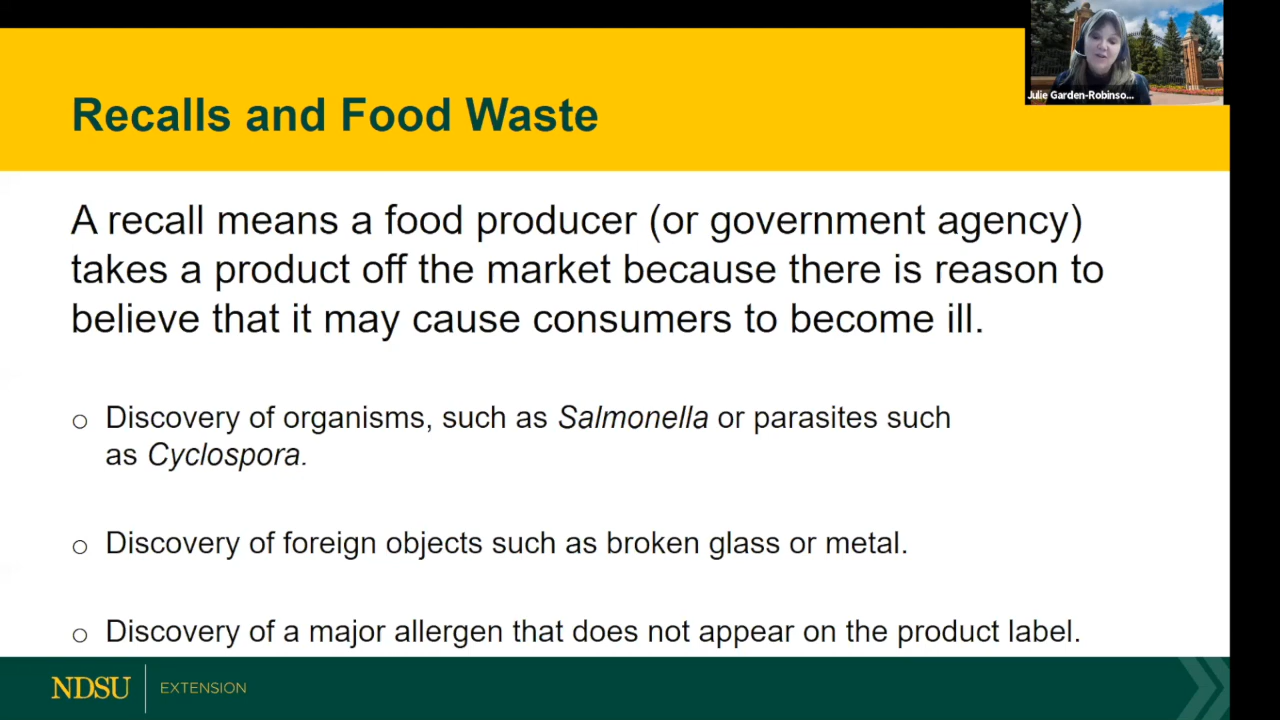 Julie Garden-Robinso...
Recalls and Food Waste
A recall means a food producer (or government agency)
takes a product off the market because there is reason to
believe that it may cause consumers to become ill.
o Discovery of organisms, such as Salmonella or parasites such
as Cyclospora.
o Discovery of foreign objects such as broken glass or metal.
o Discovery of a major allergen that does not appear on the product label.
NDSU EXTENSION